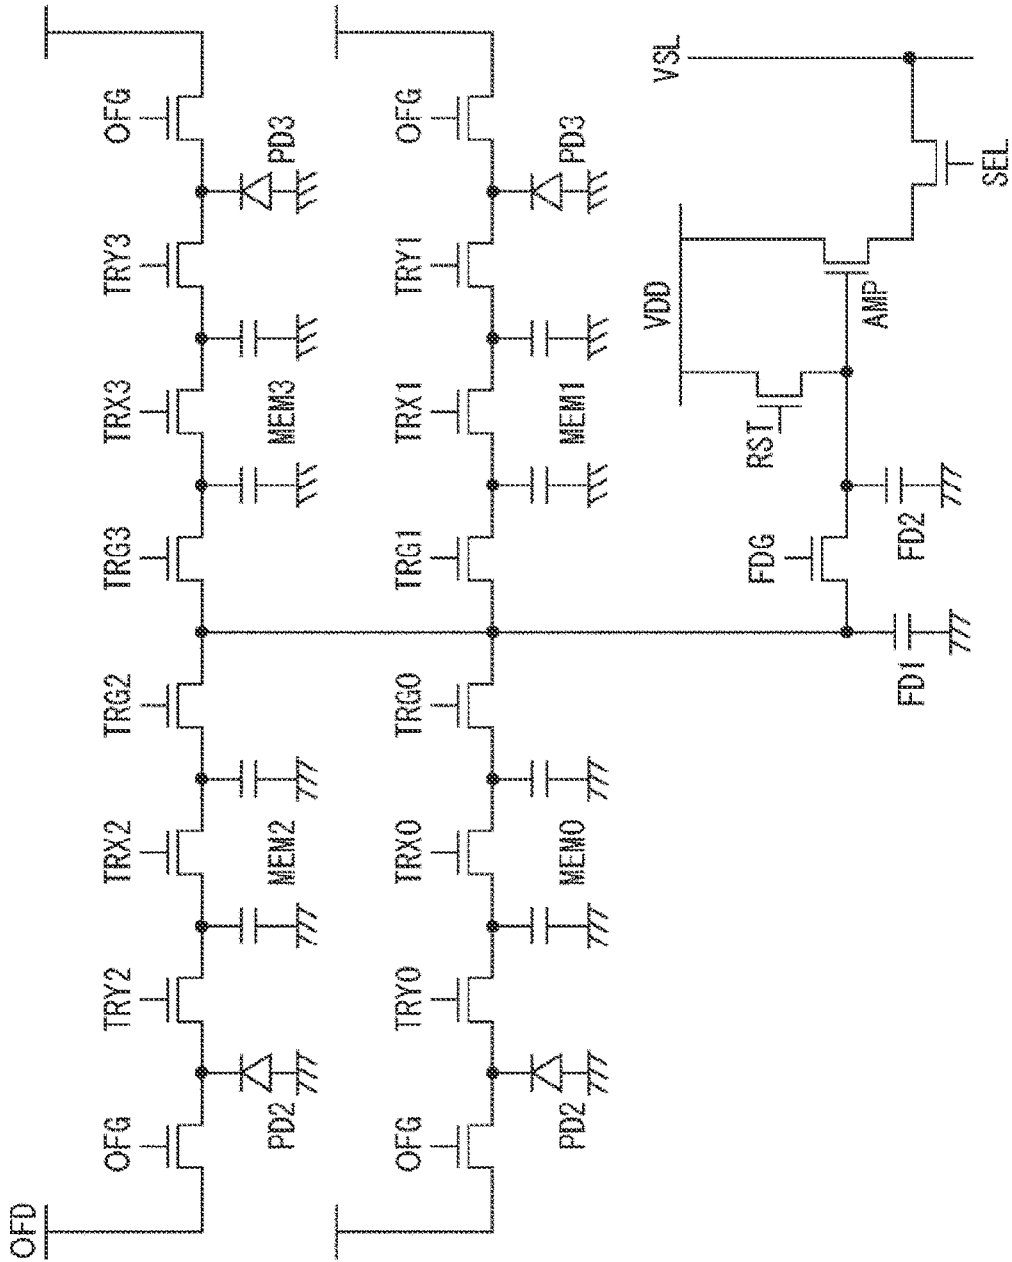 OFD
OFG
TRY2
TRX2
TRG2
TRG3
TRX3
TRY3
OFG
PD2
MEM2
MEM3
PD3
OFG
TRY0
TRX0
TRG0
TRG1
TRX1
TRY1
OFG
PD2
MEM0
MEM1
PD3
VDD
VSL
FDG
RST
AMP
FD1
FD2
SEL